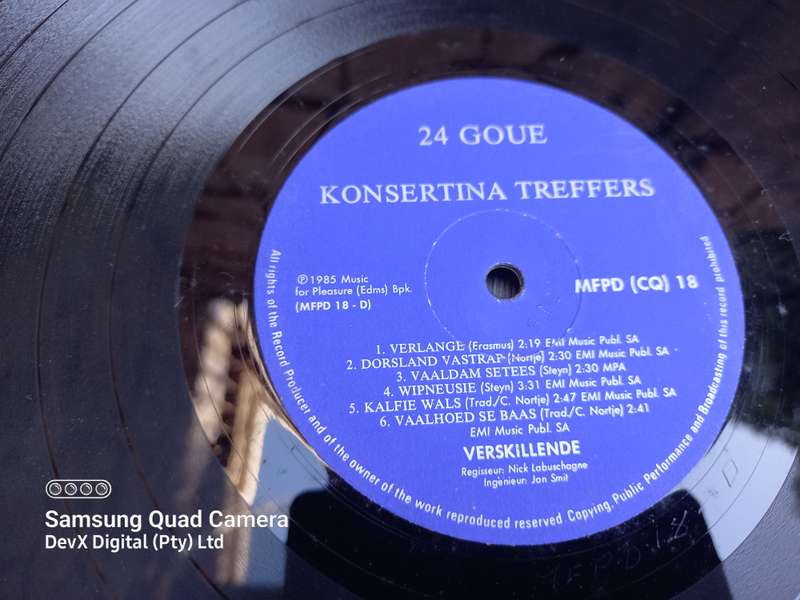 24 GOUE
KONSERTINA TREFFERS
℗1985 Music
for Pleasure (Edms) Bpk.
(MFPD 18 - D)
MFPD (CQ) 18
1. VERLANGE (Erasmus) 2:19 EMI Music Publ. SA
2. DORSLAND VASTRAP (Nortje) 2:30 EMI Music Publ. SA
3. VAALDAM SETEES (Steyn) 2:30 MPA
4. WIPNEUSIE (Steyn) 3:31 EMI Music Publ. SA
5. KALFIE WALS (Trad./C. Nortje) 2:47 EMI Music Publ. SA
6. VAALHOED SE BAAS (Trad./C. Nortje) 2:41
EMI Music Publ. SA
VERSKILLENDE
Regisseur: Nick Labuschagne
Ingenieur: Jan Smit
All rights of the Record Producer and of the owner of the work reproduced reserved Copying, Public Performance and Broadcasting of this record prohibited
Samsung Quad Camera
DevX Digital (Pty) Ltd